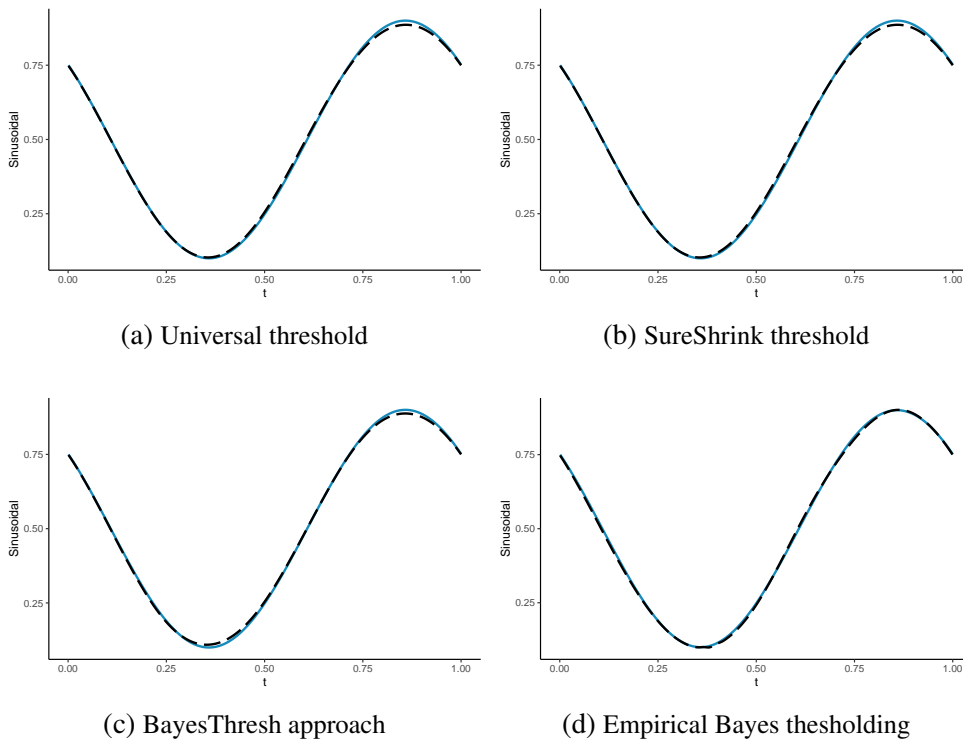 0.75
0.50
0.25
Sinusoidal
0.00 0.25 0.50 0.75 1.00
t
(a) Universal threshold
0.75
0.50
0.25
Sinusoidal
0.00 0.25 0.50 0.75 1.00
t
(b) SureShrink threshold
0.75
0.50
0.25
Sinusoidal
0.00 0.25 0.50 0.75 1.00
t
(c) BayesThresh approach
0.75
0.50
0.25
Sinusoidal
0.00 0.25 0.50 0.75 1.00
t
(d) Empirical Bayes thesholding